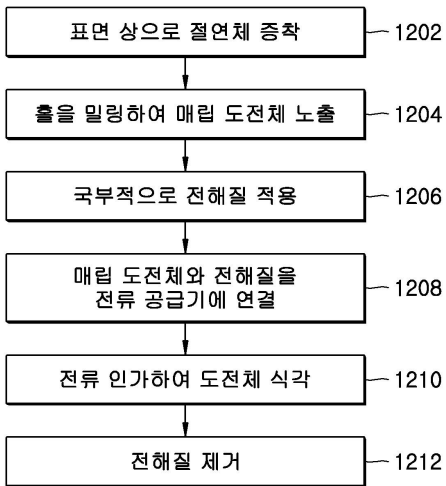 표면 상으로 절연체 증착
1202
홀을 밀링하여 매립 도전체 노출
1204
국부적으로 전해질 적용
1206
매립 도전체와 전해질을
전류 공급기에 연결
1208
전류 인가하여 도전체 식각
1210
전해질 제거
1212